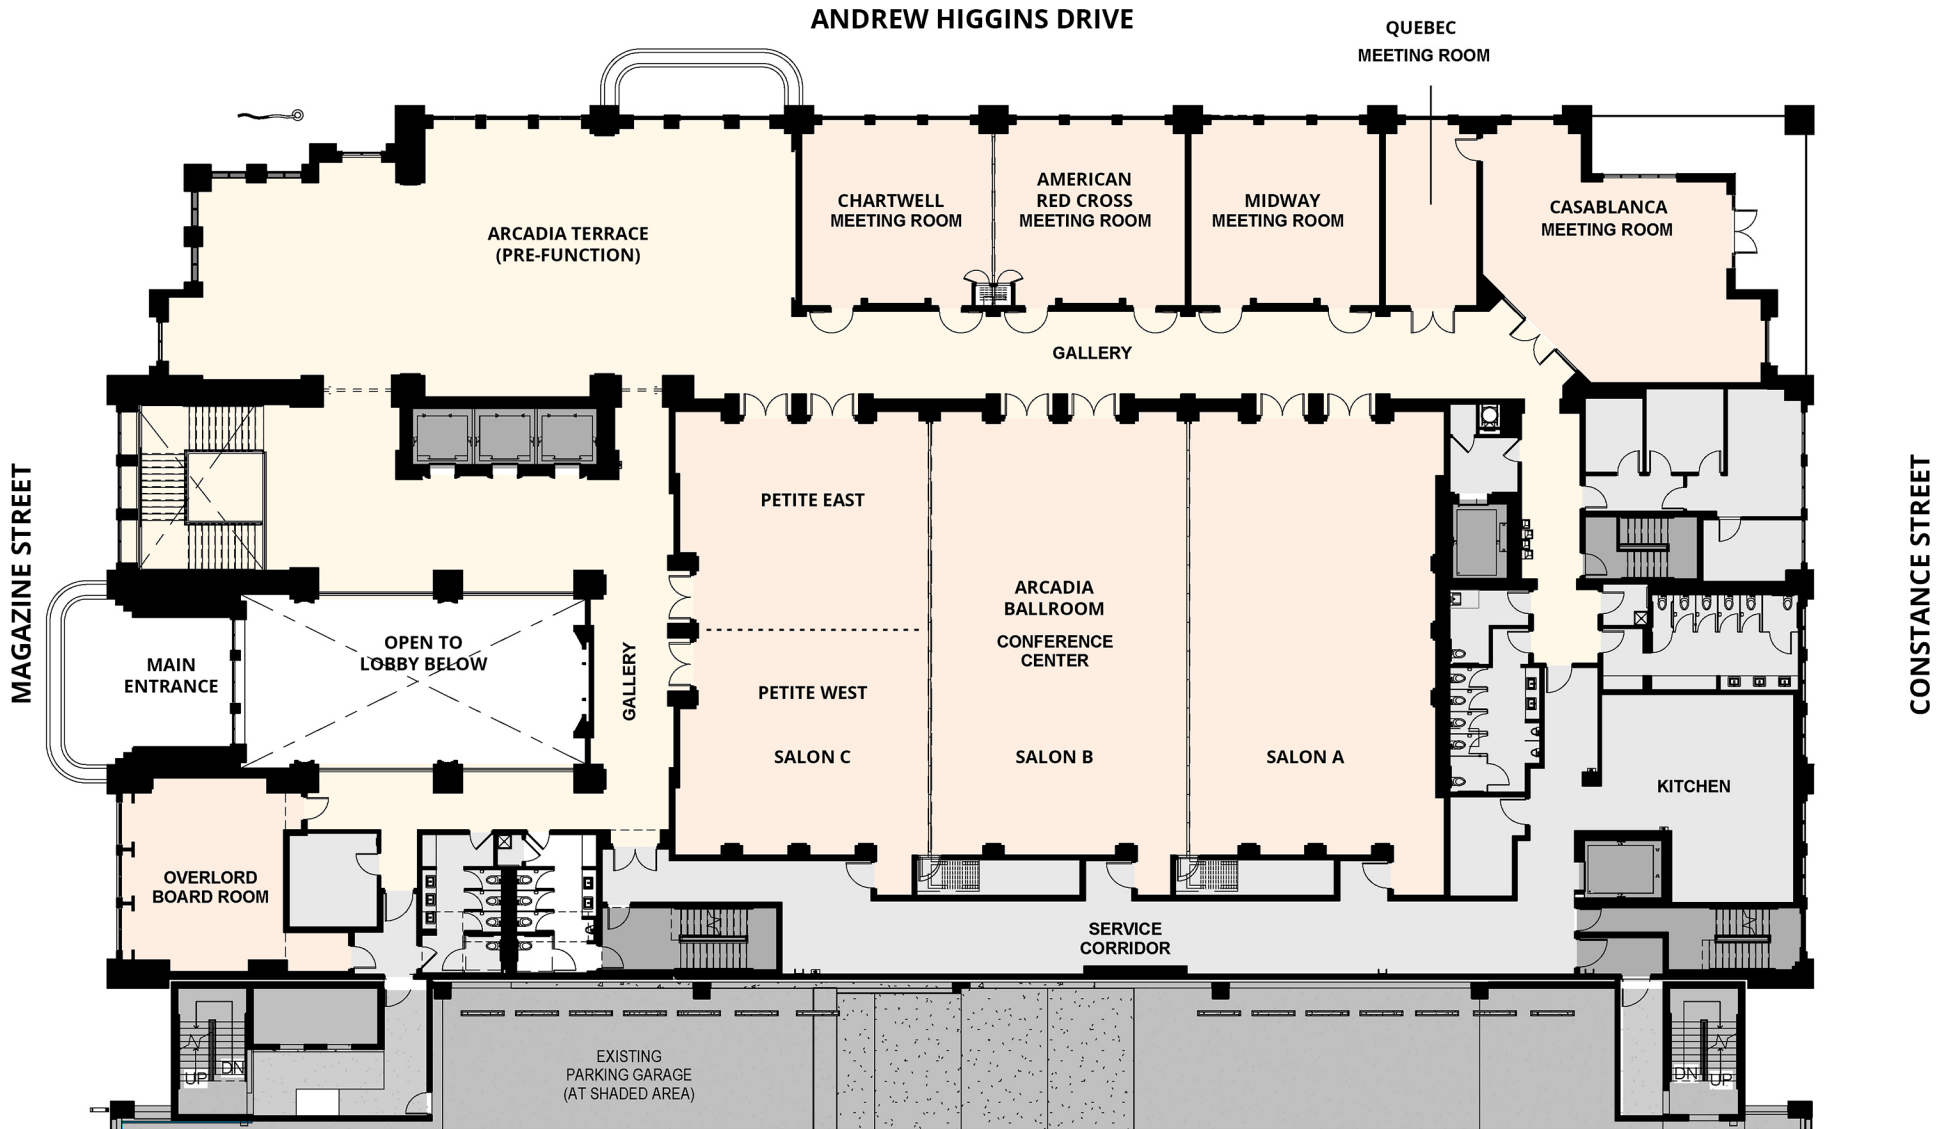 ANDREW HIGGINS DRIVE
QUEBEC
MEETING ROOM
CHARTWELL
MEETING ROOM
AMERICAN
RED CROSS
MEETING ROOM
MIDWAY
MEETING ROOM
CASABLANCA
MEETING ROOM
ARCADIA TERRACE
(PRE-FUNCTION)
GALLERY
MAGAZINE STREET
CONSTANCE STREET
PETITE EAST
ARCADIA
BALLROOM
CONFERENCE
CENTER
OPEN TO
LOBBY BELOW
MAIN
ENTRANCE
GALLERY
PETITE WEST
SALON C
SALON B
SALON A
KITCHEN
OVERLORD
BOARD ROOM
SERVICE
CORRIDOR
EXISTING
PARKING GARAGE
(AT SHADED AREA)
UP
DN
DN
UP